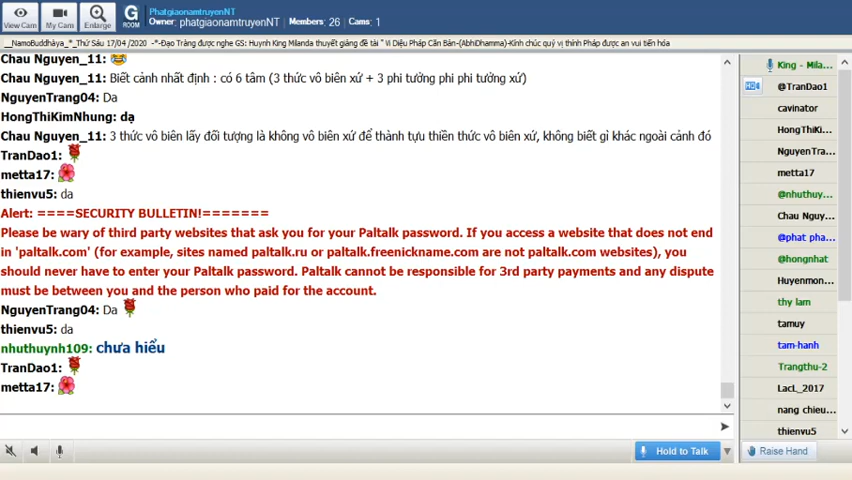 PhatgiaonamtruyenNT
Owner: phatgiaonamtruyenNT Members: 26 Cams: 1
View Cam My Cam Enlarge G ROOM
__NamoBuddhàya_*_Thứ Sáu 17/04 /2020 -*-Đạo Tràng được nghe GS: Huynh King Milanda thuyết giảng đề tài " Vi Diệu Pháp Căn Bản-(AbhiDhamma)-Kính chúc quý vị thính Pháp được an vui tiến hóa
Chau Nguyen_11:
Chau Nguyen_11: Biết cảnh nhất định : có 6 tâm (3 thức vô biên xứ + 3 phi tưởng phi phi tưởng xứ)
NguyenTrang04: Da
HongThiKimNhung: dạ
Chau Nguyen_11: 3 thức vô biên lấy đối tượng là không vô biên xứ để thành tựu thiền thức vô biên xứ, không biết gì khác ngoài cảnh đó
TranDao1:
metta17:
thienvu5: da
Alert: ====SECURITY BULLETIN!=======
Please be wary of third party websites that ask you for your Paltalk password. If you access a website that does not end
in 'paltalk.com' (for example, sites named paltalk.ru or paltalk.freenickname.com are not paltalk.com websites), you
should never have to enter your Paltalk password. Paltalk cannot be responsible for 3rd party payments and any dispute
must be between you and the person who paid for the account.
NguyenTrang04: Da
thienvu5: da
nhuthuynh109: chưa hiểu
TranDao1:
metta17:
Hold to Talk
King - Mila...
@TranDao1
cavinator
HongThiKi...
NguyenTra...
metta17
@nhuthuy...
Chau Nguy...
@phat pha...
@hongnhat
Huyenmon...
thy lam
tamuy
tam-hanh
Trangthu-2
LacL_2017
nang chieu...
thienvu5
Raise Hand